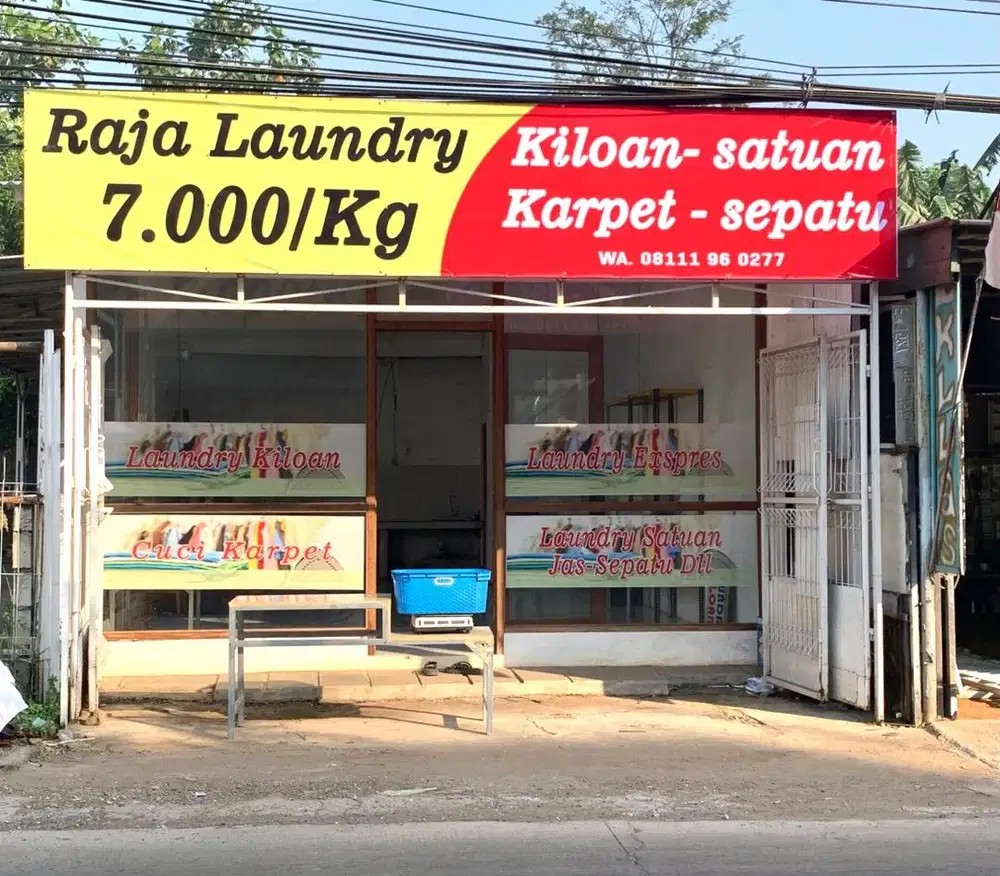 Raja Laundry
7.000/Kg
Kiloan- satuan
Karpet - sepatu
WA. 08111 96 0277
Laundry Kiloan
Cuci Karpet
Laundry Exspres
Laundry Satuan
Jas-Sepatu Dll